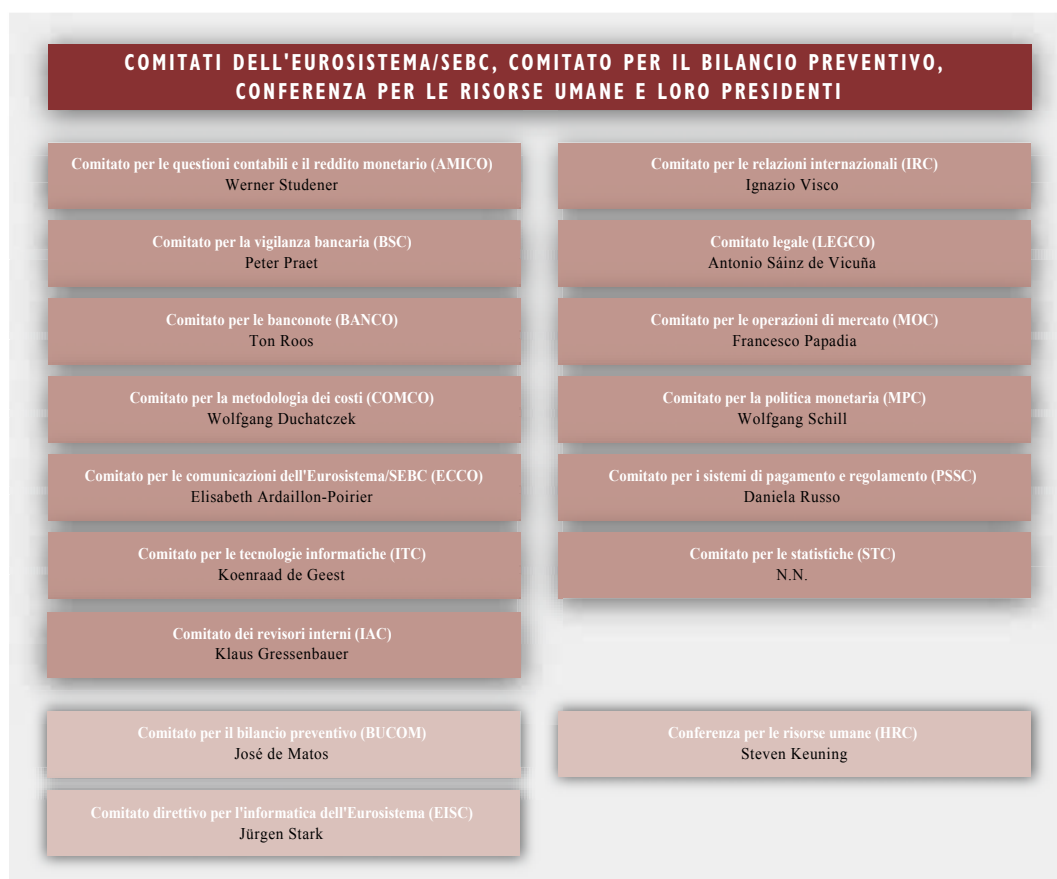 COMITATI DELL'EUROSISTEMA/SEBC, COMITATO PER IL BILANCIO PREVENTIVO,
CONFERENZA PER LE RISORSE UMANE E LORO PRESIDENTI
Comitato per le questioni contabili e il reddito monetario (AMICO)
Werner Studener
Comitato per la vigilanza bancaria (BSC)
Peter Praet
Comitato per le banconote (BANCO)
Ton Roos
Comitato per la metodologia dei costi (COMCO)
Wolfgang Duchatczek
Comitato per le comunicazioni dell'Eurosistema/SEBC (ECCO)
Elisabeth Ardaillon-Poirier
Comitato per le tecnologie informatiche (ITC)
Koenraad de Geest
Comitato dei revisori interni (IAC)
Klaus Gressenbauer
Comitato per le relazioni internazionali (IRC)
Ignazio Visco
Comitato legale (LEGCO)
Antonio Sáinz de Vicuña
Comitato per le operazioni di mercato (MOC)
Francesco Papadia
Comitato per la politica monetaria (MPC)
Wolfgang Schill
Comitato per i sistemi di pagamento e regolamento (PSSC)
Daniela Russo
Comitato per le statistiche (STC)
N.N.
Comitato per il bilancio preventivo (BUCOM)
José de Matos
Comitato direttivo per l'informatica dell'Eurosistema (EISC)
Jürgen Stark
Conferenza per le risorse umane (HRC)
Steven Keuning